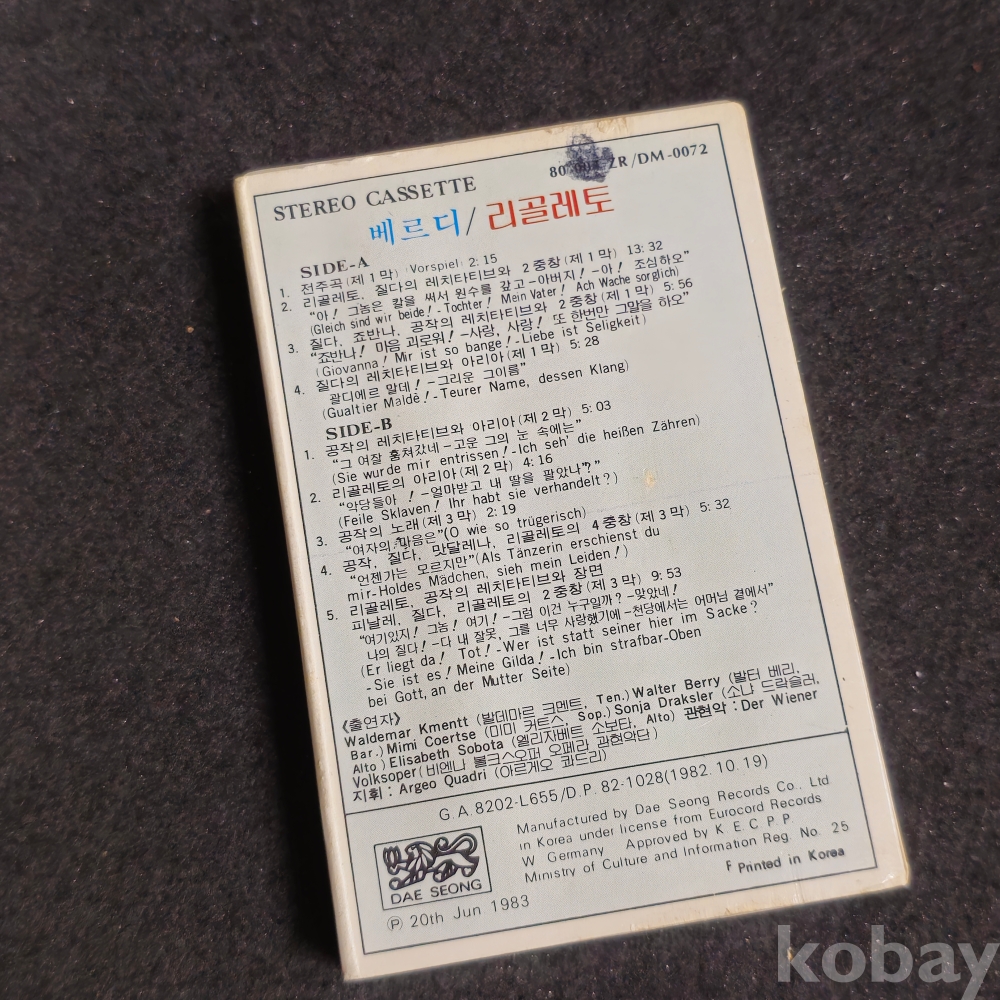 STEREO CASSETTE
ZR/DM-0072
베르디/리골레토
SIDE-A
1. 전주곡(제1막) (Vorspiel) 2:15
2. 리골레토, 질다의 레치타티브와 2중창(제1막) 13:32
"아! 그놈은 칼을 써서 원수를 갚고-아버지!-아! 조심하오"
(Gleich sind wir beide!-Tochter! Mein Vater! Ach Wache sorglich)
3. 질다, 죠반나, 공작의 레치타티브와 2중창(제1막) 5:56
"죠반나! 마음 괴로워!-사랑, 사랑! 또 한번만 그말을 하오"
(Giovanna! Mir ist so bange!-Liebe ist Seligkeit)
4. 질다의 레치타티브와 아리아(제1막) 5:28
괄디에르 말데!-그리운 그이름"
(Gualtier Maldè!-Teurer Name, dessen Klang)
SIDE-B
1. 공작의 레치타티브와 아리아(제2막) 5:03
"그 여잘 훔쳐갔네-고운 그의 눈 속에는"
(Sie wurde mir entrissen!-Ich seh' die heißen Zähren)
2. 리골레토의 아리아(제2막) 4:16
"악당들아!-얼마받고 내 딸을 팔았나?"
(Feile Sklaven! Ihr habt sie verhandelt?)
3. 공작의 노래(제3막) 2:19
"여자의 마음은"(O wie so trügerisch)
4. 공작, 질다, 맛달레나, 리골레토의 4중창(제3막) 5:32
"언젠가는 모르지만"(Als Tänzerin erschienst du
mir-Holdes Mädchen, sieh mein Leiden!)
5. 리골레토, 공작의 레치타티브와 장면
피날레, 질다, 리골레토의 2중창(제3막) 9:53
"여기있지! 그놈! 여기!-그럼 이건 누구일까?-맞았네!
나의 질다!-다 내 잘못, 그를 너무 사랑했기에-천당에서는 어머님 곁에서"
(Er liegt da! Tot!-Wer ist statt seiner hier im Sacke?
-Sie ist es! Meine Gilda!-Ich bin strafbar-Oben
bei Gott, an der Mutter Seite)
《출연자》
Waldemar Kmentt (발데마르 크멘트, Ten.) Walter Berry (발터 베리,
Bar.) Mimi Coertse (미미 커트스, Sop.) Sonja Draksler (소냐 드락슬러,
Alto) Elisabeth Sobota (엘리자베트 소보타, Alto) 관현악: Der Wiener
Volksoper(비엔나 볼크스오퍼 오페라 관현악단)
지휘: Argeo Quadri (아르게오 콰드리)
G.A. 8202-L655/D.P. 82-1028(1982. 10. 19)
Manufactured by Dae Seong Records Co., Ltd
in Korea under license from Eurocord Records
W Germany Approved by K.E.C.P.P.
Ministry of Culture and Information Reg. No. 25
F Printed in Korea
DAE SEONG
Ⓟ 20th Jun 1983
kobay